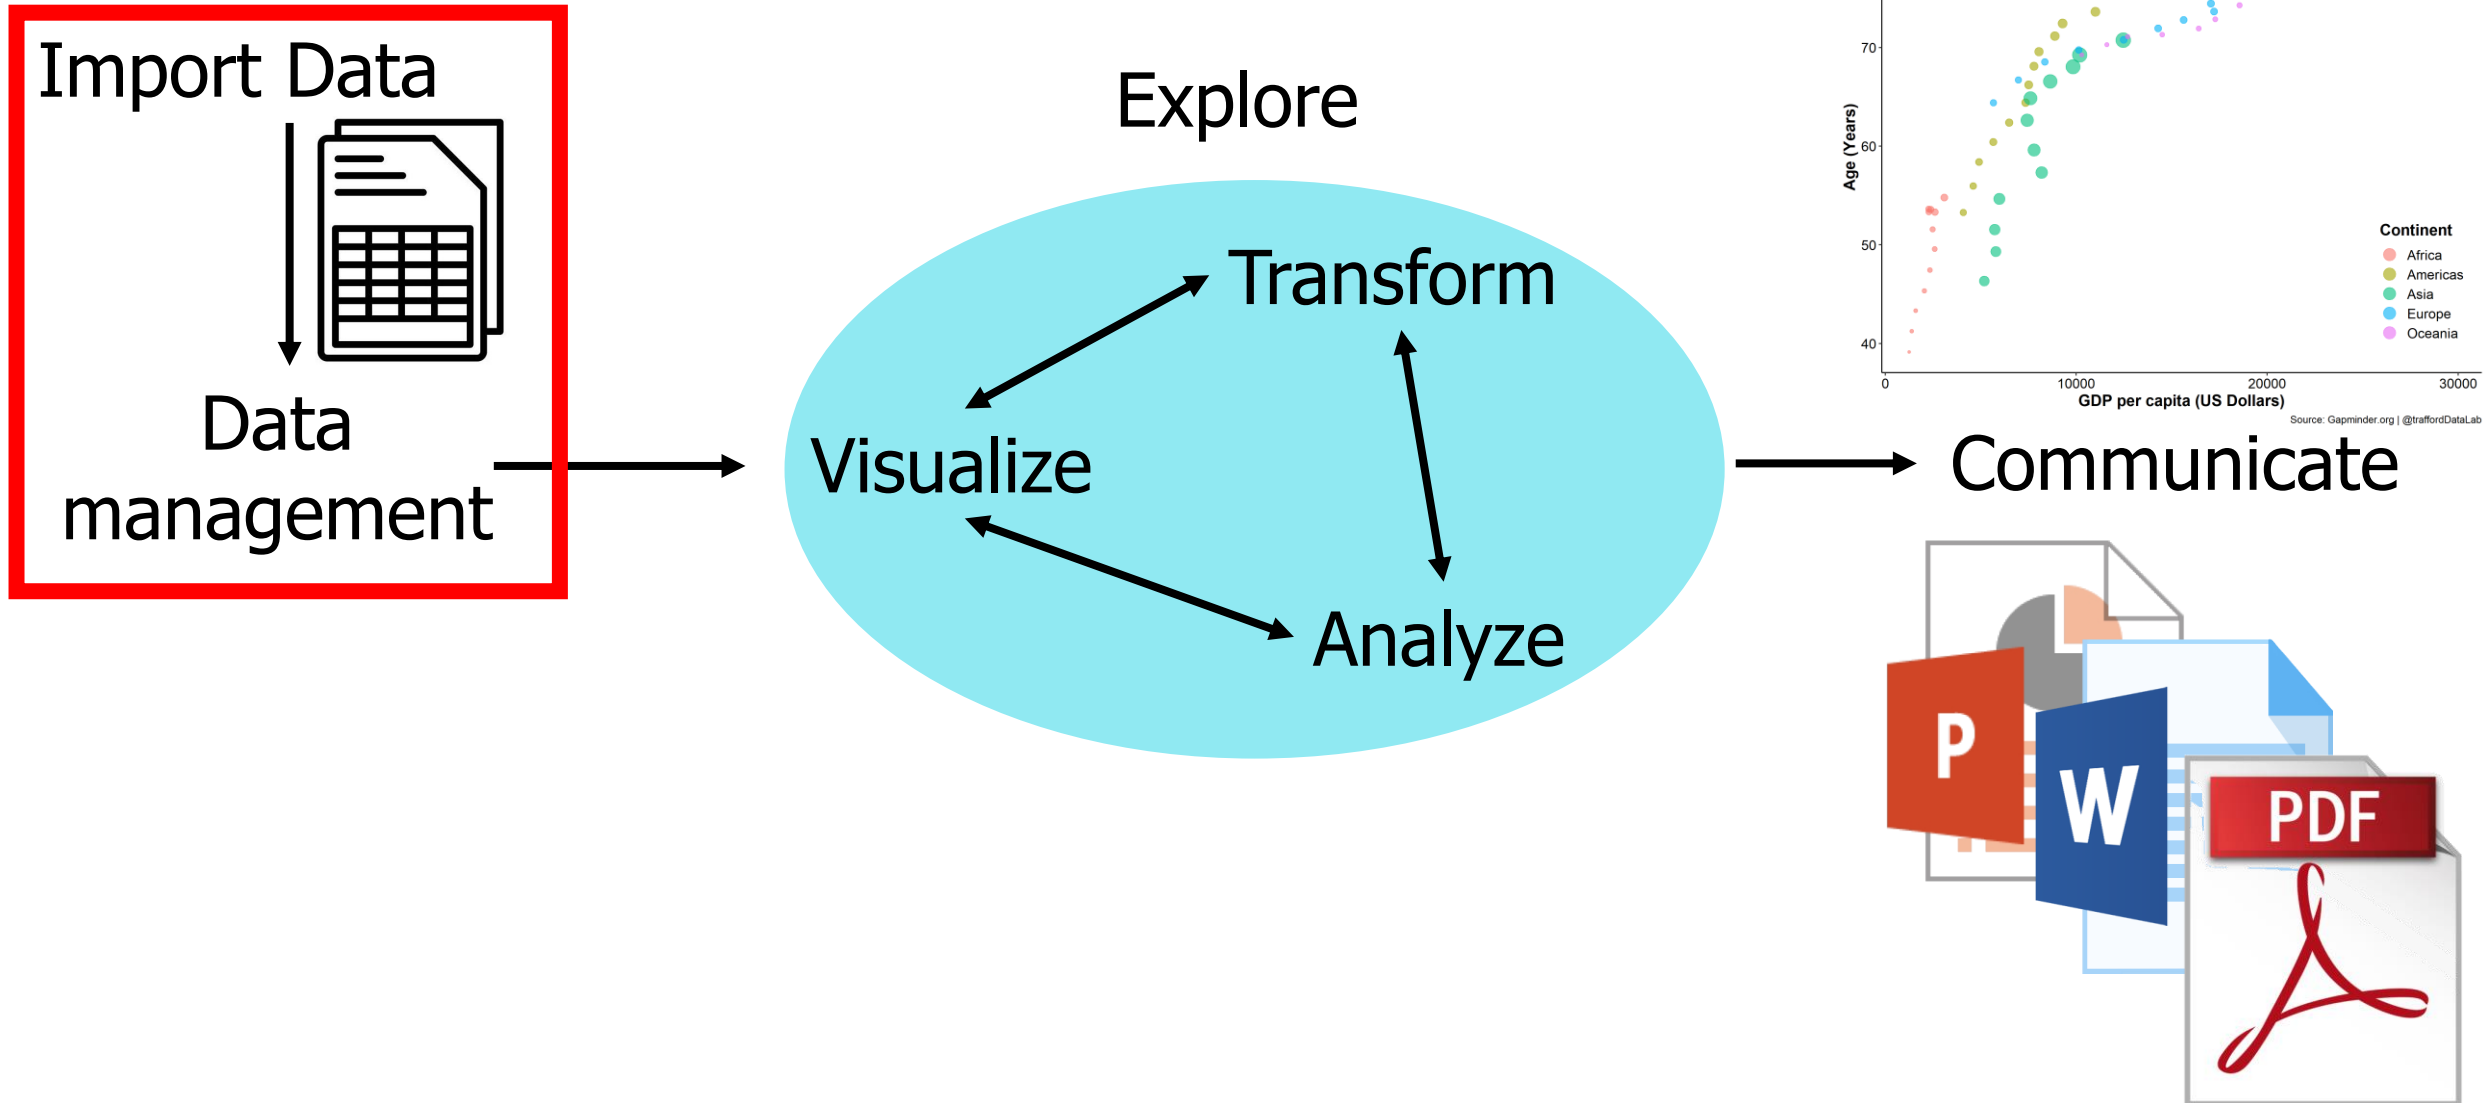 Import Data
Data
management
Explore
Transform
Visualize
Analyze
70
60
50
40
Age (Years)
Continent
Africa
Americas
Asia
Europe
Oceania
0
10000
20000
30000
GDP per capita (US Dollars)
Source: Gapminder.org | @traffordDataLab
Communicate
P
W
PDF